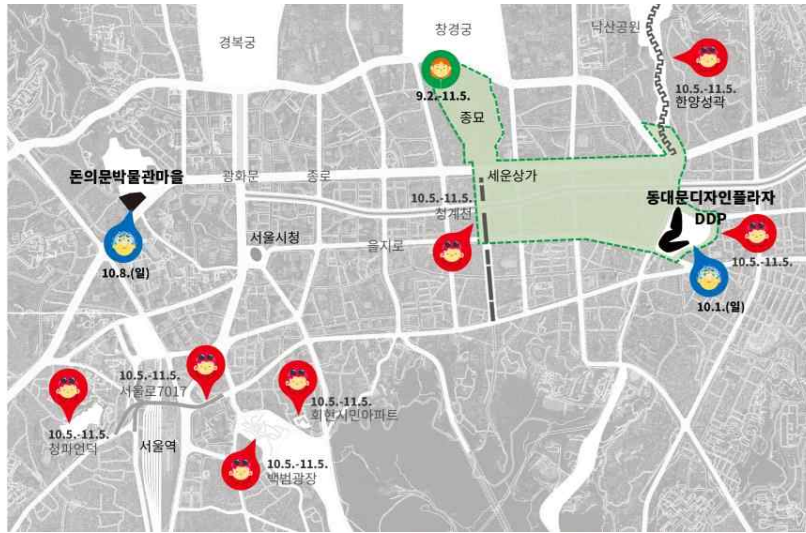 경복궁
창경궁
낙산공원
10.5.-11.5.
한양성곽
9.2.-11.5.
종묘
돈의문박물관마을
광화문
종로
세운상가
10.5.-11.5.
청계천
동대문디자인플라자
DDP
서울시청
을지로
10.5.-11.5.
10.8.(일)
10.1.(일)
10.5.-11.5.
서울로7017
10.5.-11.5.
회현시민아파트
10.5.-11.5.
청파언덕
서울역
10.5.-11.5.
백범광장